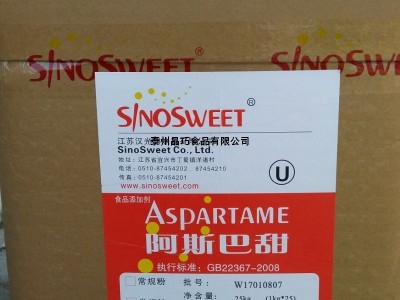 SINOSWEET®
SINOSWEET®
SINOSWEET®
江苏汉光
泰州晶巧食品有限公司
SinoSweet Co., Ltd.
地址：江苏省宜兴市丁蜀镇洋渚村
电话：0510-87454202 87454210
传真：0510-87454201
www.sinosweet.com
U
食品添加剂
ASPARTAME
阿斯巴甜
执行标准：GB22367-2008
常规粉 批号：W17010807
净含量：25kg (1kg*25)